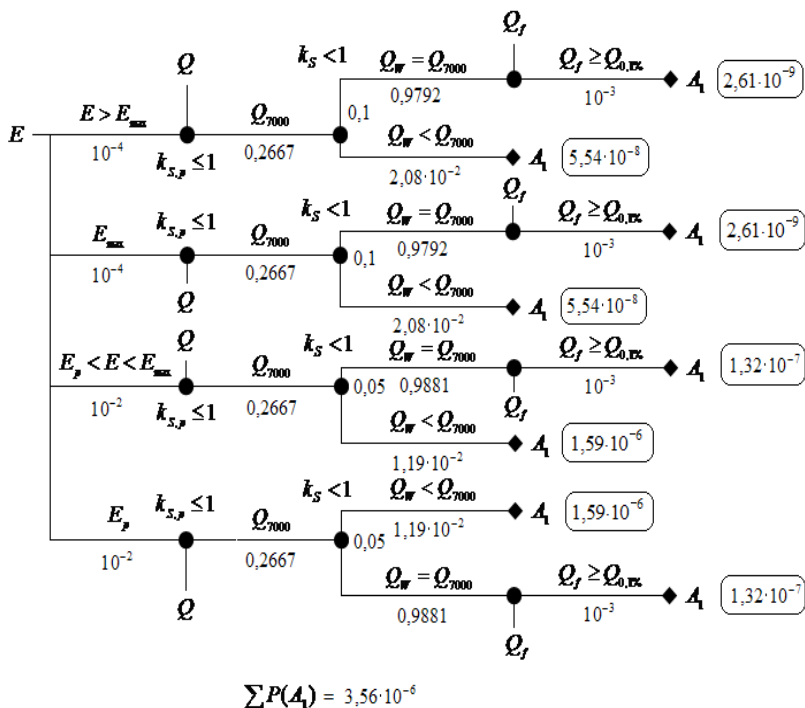 Q_f
k_S < 1
Q_W = Q_7000
Q_f ≥ Q_0,1%
Q
E
E > E_max
Q_7000
0,9792
10^-3
A_1
2,61·10^-9
0,1
10^-4
k_S,p ≤ 1
0,2667
Q_W < Q_7000
2,08·10^-2
A_1
5,54·10^-8
Q_f
k_S < 1
k_S,p ≤ 1
E_max
Q_7000
Q_W = Q_7000
Q_f ≥ Q_0,1%
0,9792
10^-3
A_1
2,61·10^-9
10^-4
0,2667
0,1
Q
Q_W < Q_7000
2,08·10^-2
A_1
5,54·10^-8
Q
k_S < 1
E_p < E < E_max
Q_7000
Q_W = Q_7000
Q_f ≥ Q_0,1%
10^-2
k_S,p ≤ 1
0,2667
0,05
0,9881
Q_f
10^-3
A_1
1,32·10^-7
Q_W < Q_7000
1,19·10^-2
A_1
1,59·10^-6
k_S < 1
E_p
k_S,p ≤ 1
Q_7000
Q_W < Q_7000
1,19·10^-2
A_1
1,59·10^-6
10^-2
0,2667
0,05
Q
Q_W = Q_7000
Q_f ≥ Q_0,1%
0,9881
Q_f
10^-3
A_1
1,32·10^-7
∑P(A_1) = 3,56·10^-6